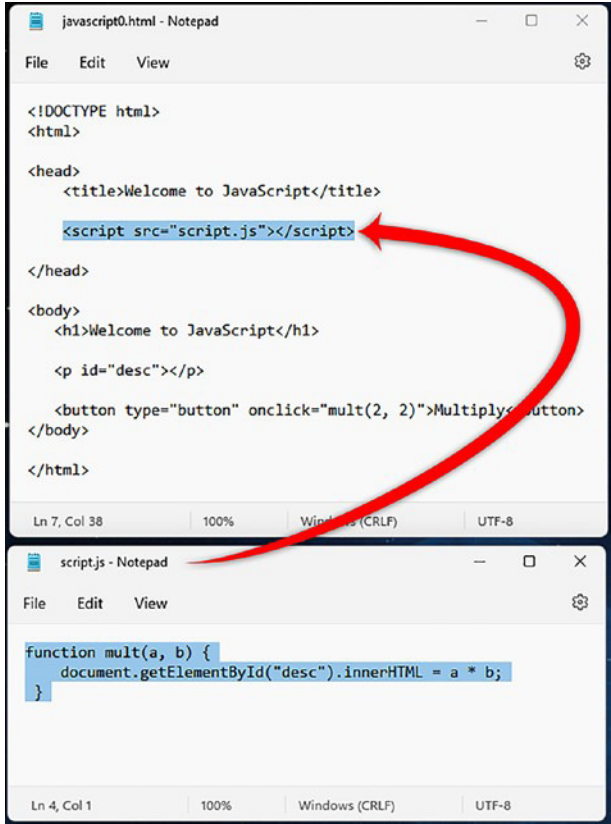 javascript0.html - Notepad
File Edit View
<!DOCTYPE html>
<html>
<head>
<title>Welcome to JavaScript</title>
<script src="script.js"></script>
</head>
<body>
<h1>Welcome to JavaScript</h1>
<p id="desc"></p>
<button type="button" onclick="mult(2, 2)">Multiply<button>
</body>
</html>
Ln 7, Col 38 100% Windows (CRLF) UTF-8
script.js - Notepad
File Edit View
function mult(a, b) {
document.getElementById("desc").innerHTML = a * b;
}
Ln 4, Col 1 100% Windows (CRLF) UTF-8